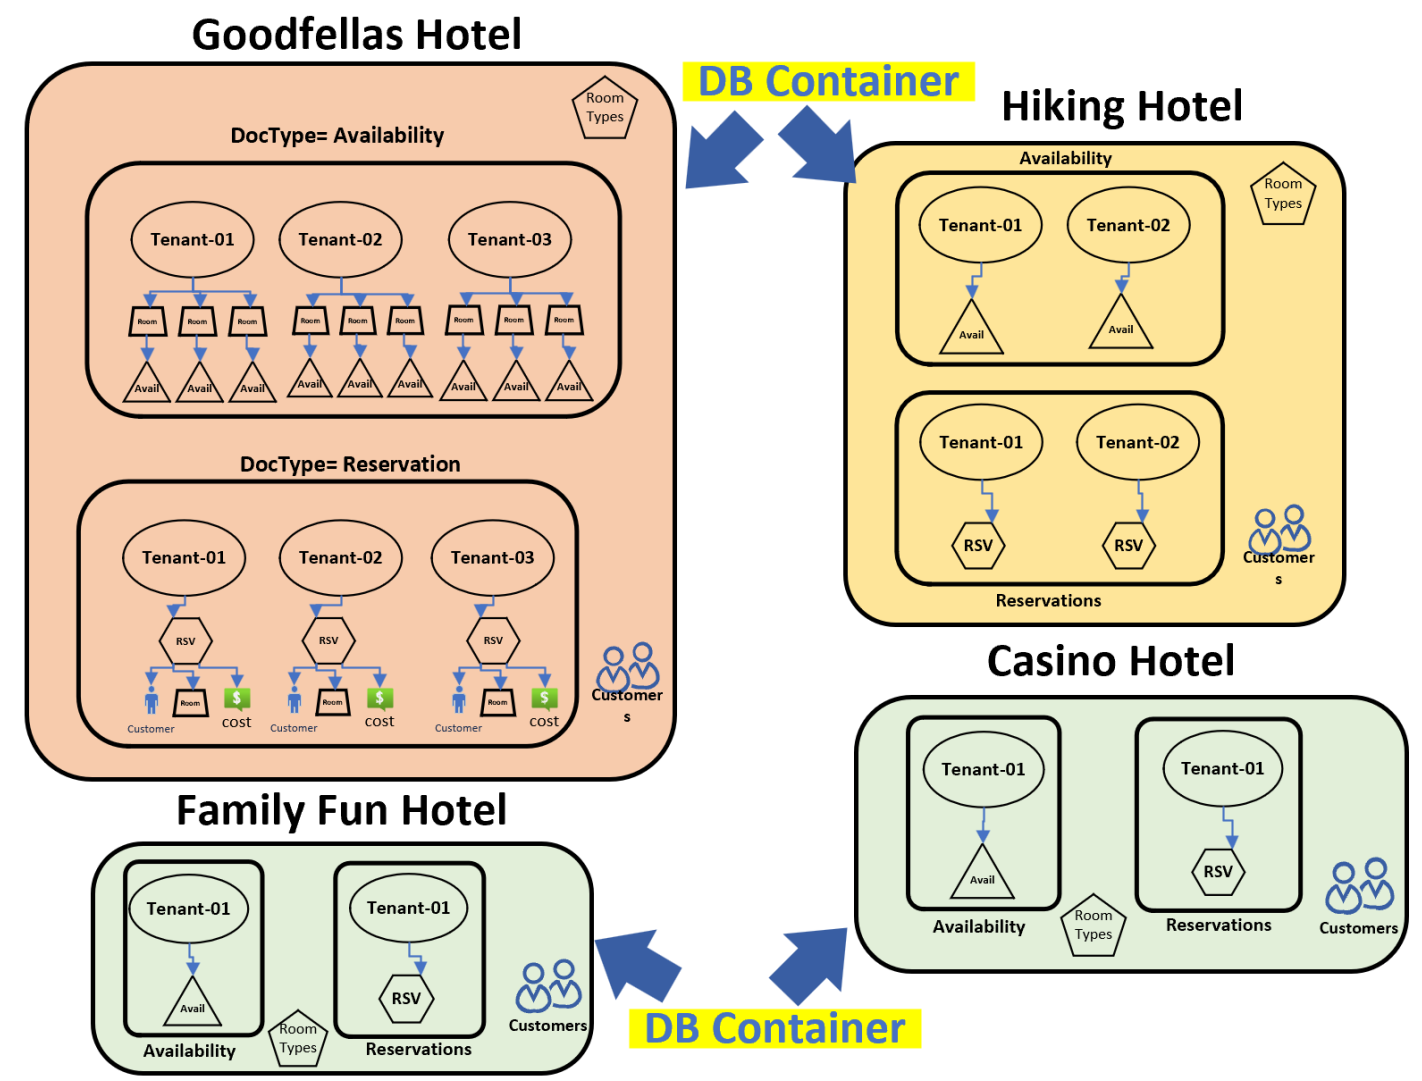 Goodfellas Hotel
DB Container
Hiking Hotel
Room
Types
DocType= Availability
Tenant-01
Tenant-02
Tenant-03
Room
Room
Room
Room
Room
Room
Room
Room
Room
Avail
Avail
Avail
Avail
Avail
Avail
Avail
Avail
Avail
DocType= Reservation
Tenant-01
Tenant-02
Tenant-03
RSV
RSV
RSV
Room
Room
Room
Customer
cost
Customer
cost
Customer
cost
Customer
s
Availability
Room
Types
Tenant-01
Tenant-02
Avail
Avail
Tenant-01
Tenant-02
RSV
RSV
Customer
s
Reservations
Casino Hotel
Tenant-01
Tenant-01
Avail
RSV
Room
Types
Availability
Reservations
Customers
Family Fun Hotel
Tenant-01
Tenant-01
Avail
RSV
Room
Types
Availability
Reservations
Customers
DB Container